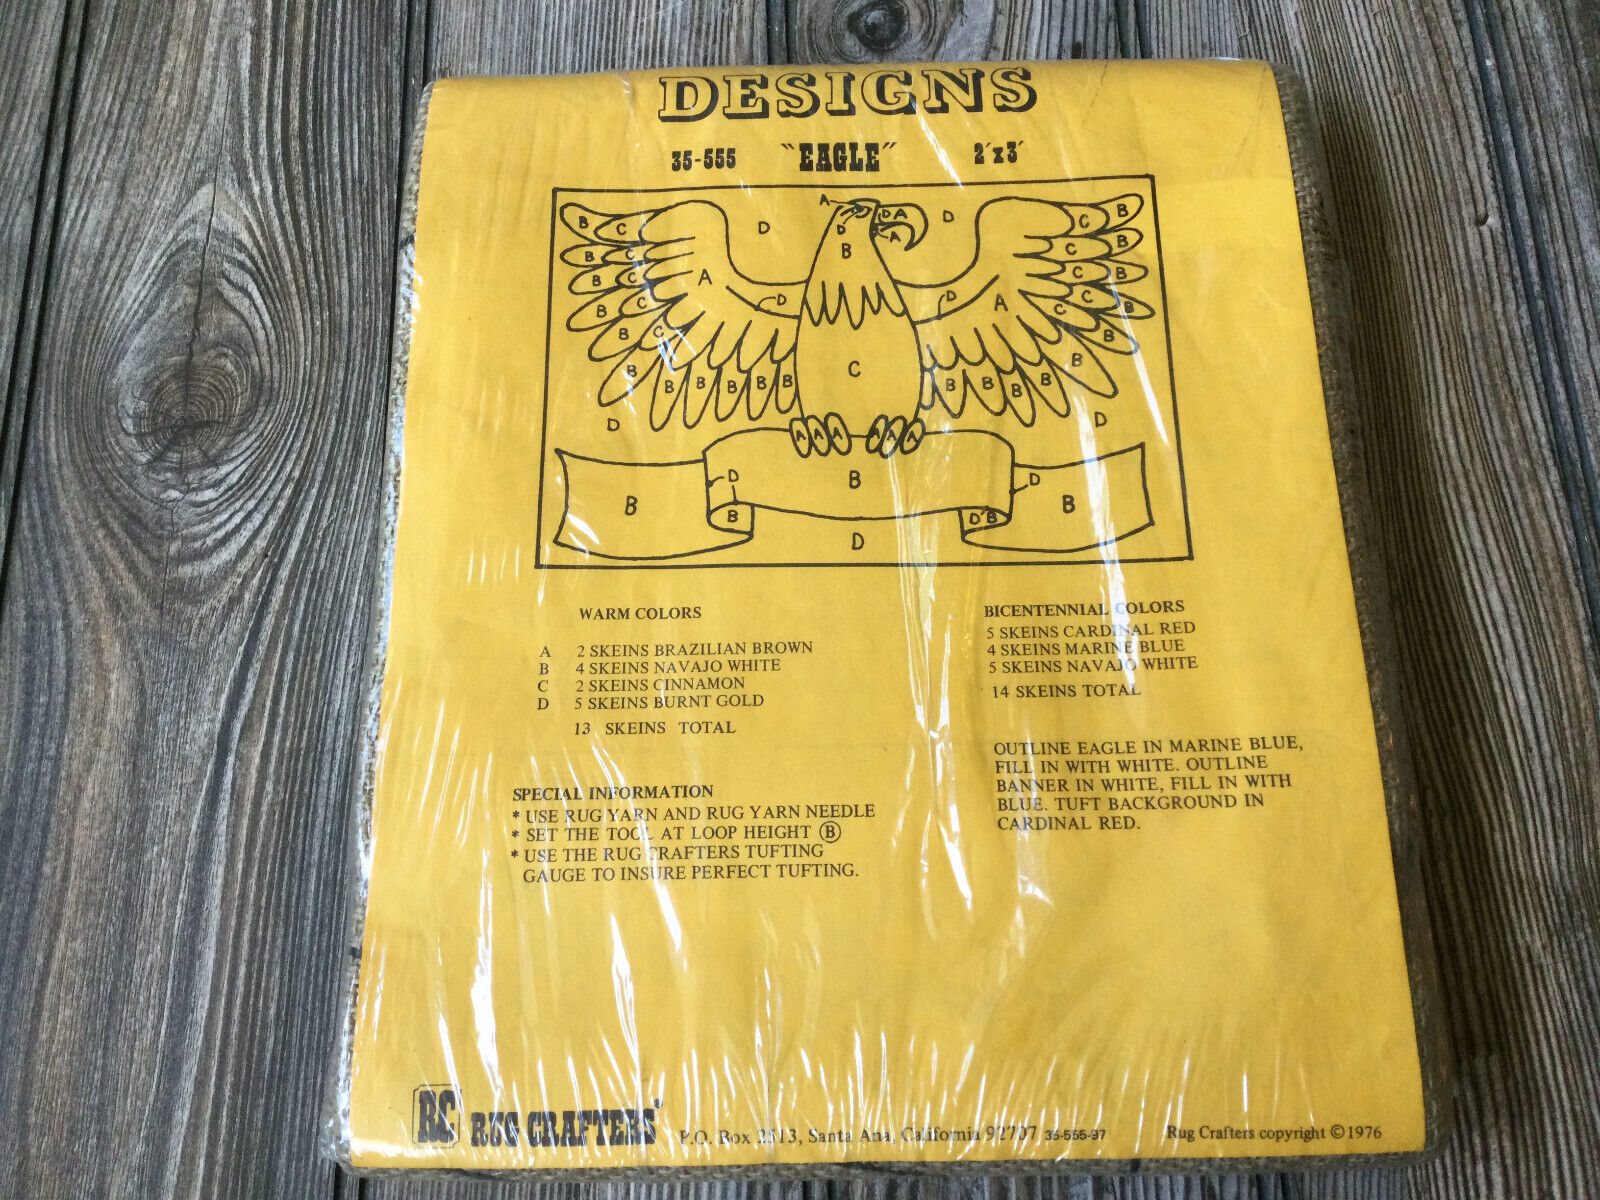 DESIGNS
35-555 "EAGLE" 2'x3'
A
B C D D A D C B
D B A
B C C B
B C A D D A C B
B C C B
B C B
B C B
B B B B B C B B B B
D A A A A A A D
B D B D B
B D B
D
WARM COLORS
A 2 SKEINS BRAZILIAN BROWN
B 4 SKEINS NAVAJO WHITE
C 2 SKEINS CINNAMON
D 5 SKEINS BURNT GOLD
13 SKEINS TOTAL
BICENTENNIAL COLORS
5 SKEINS CARDINAL RED
4 SKEINS MARINE BLUE
5 SKEINS NAVAJO WHITE
14 SKEINS TOTAL
OUTLINE EAGLE IN MARINE BLUE,
FILL IN WITH WHITE. OUTLINE
BANNER IN WHITE, FILL IN WITH
BLUE. TUFT BACKGROUND IN
CARDINAL RED.
SPECIAL INFORMATION
* USE RUG YARN AND RUG YARN NEEDLE
* SET THE TOOL AT LOOP HEIGHT Ⓑ
* USE THE RUG CRAFTERS TUFTING
GAUGE TO INSURE PERFECT TUFTING.
RC RUG CRAFTERS P.O. Box 2513, Santa Ana, California 92707 35-555-97 Rug Crafters copyright ©1976